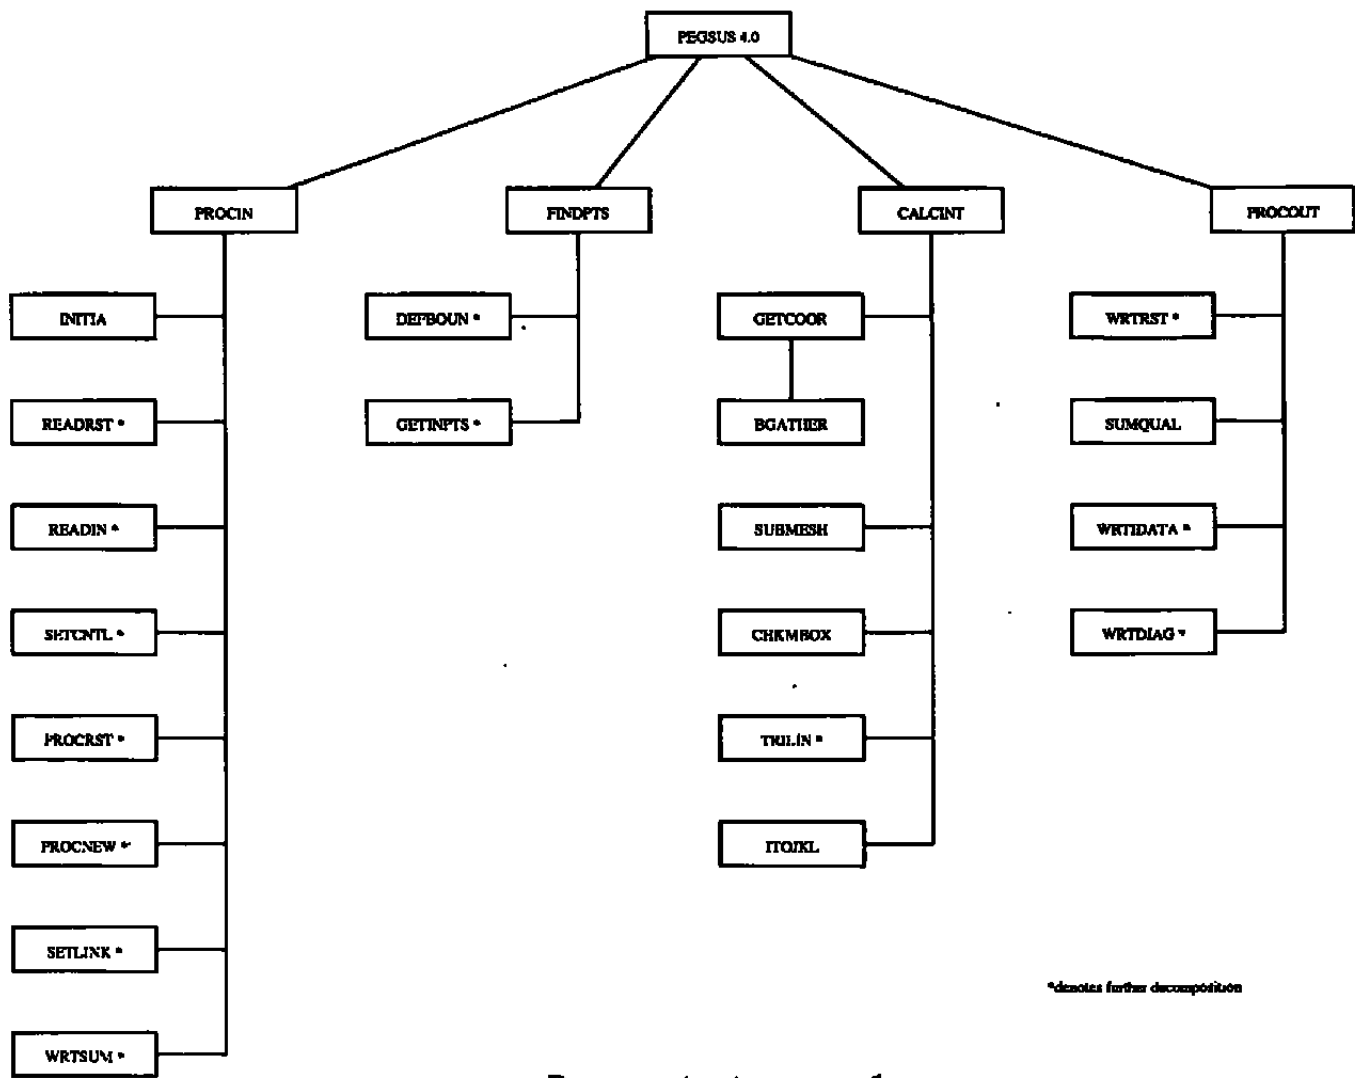 PEGSUS 4.0
PROCIN
FINDPTS
CALCINT
PROCOUT
INITIA
DEFBOUN *
GETCOOR
WRTRST *
READRST *
GETINPTS *
BGATHER
SUMQUAL
READIN *
SUBMESH
WRTIDATA *
SETCNTL *
CHKMBOX
WRTDIAG *
PROCRST *
TRILIN *
PROCNEW *
ITOJKL
SETLINK *
*denotes further decomposition
WRTSUM *